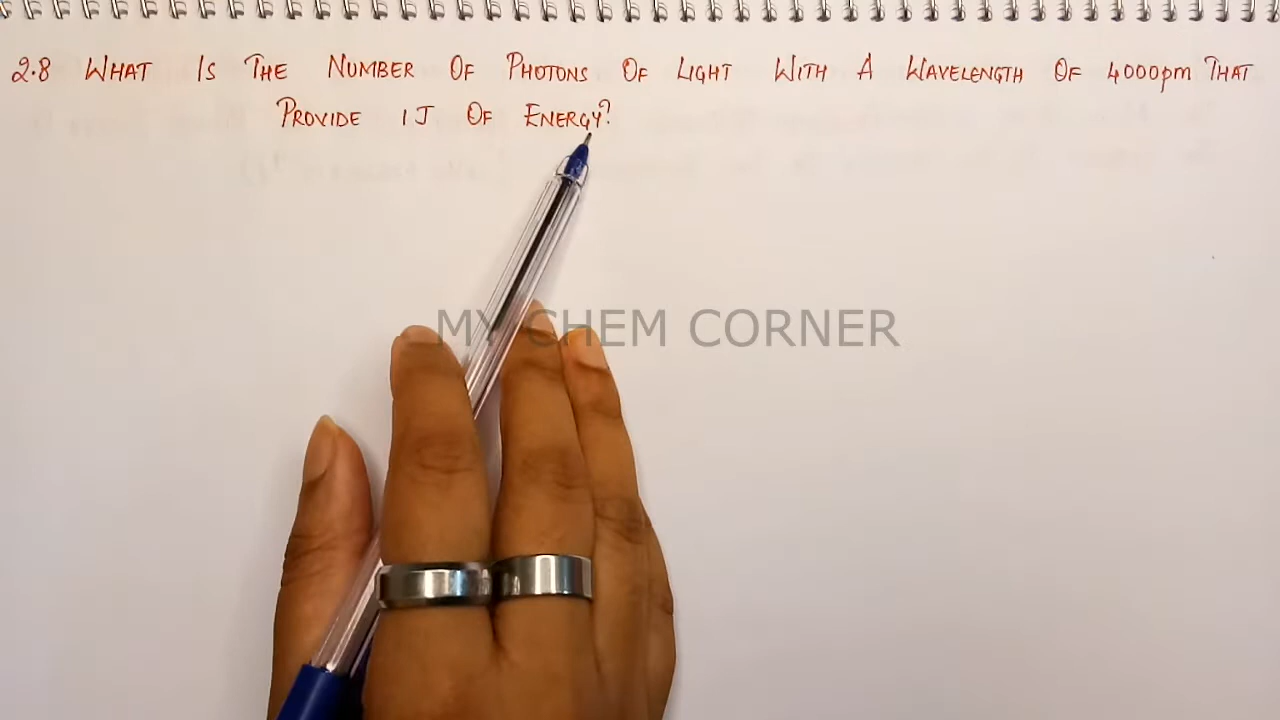 2.8 WHAT IS THE NUMBER OF PHOTONS OF LIGHT WITH A WAVELENGTH OF 4000pm THAT
PROVIDE 1J OF ENERGY?
MY CHEM CORNER